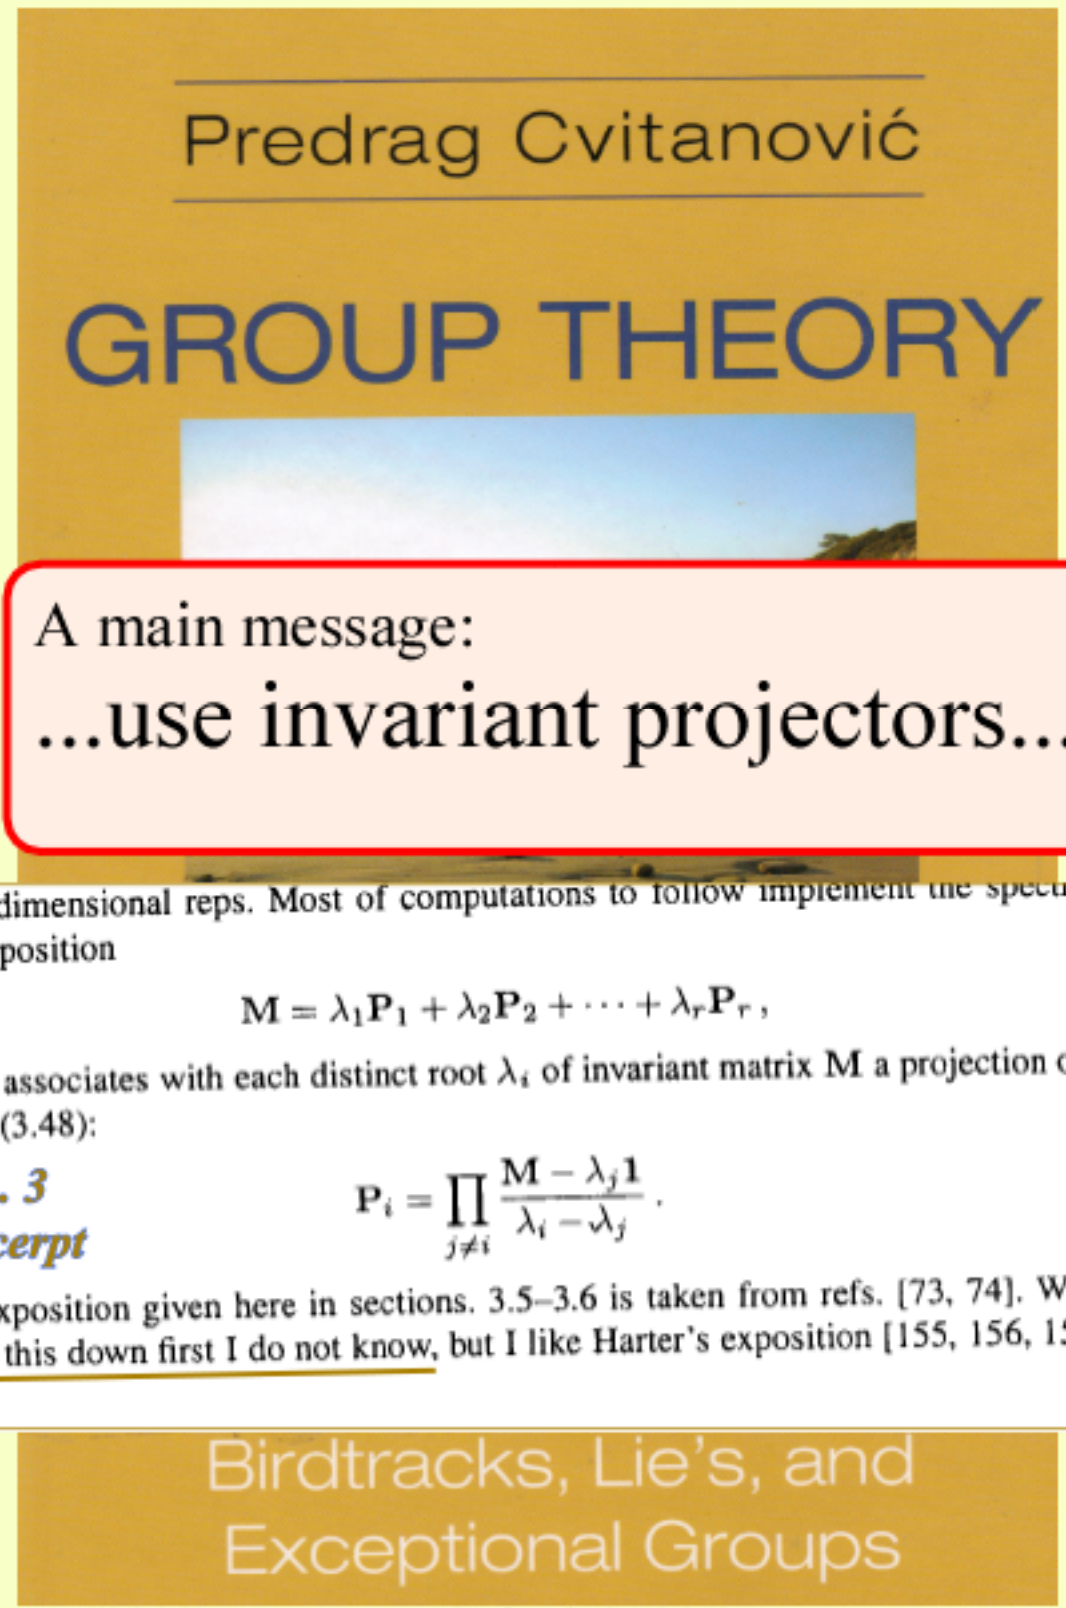 Predrag Cvitanović
GROUP THEORY
A main message:
...use invariant projectors...
dimensional reps. Most of computations to follow implement the
position
M = λ₁P₁ + λ₂P₂ + ··· + λᵣPᵣ ,
associates with each distinct root λᵢ of invariant matrix M a projection
(3.48):
. 3
Pᵢ = ∏_{j≠i} (M − λⱼ1)/(λᵢ − λⱼ) .
cerpt
xposition given here in sections. 3.5–3.6 is taken from refs. [73, 74].
this down first I do not know, but I like Harter's exposition [155, 156,
Birdtracks, Lie's, and
Exceptional Groups